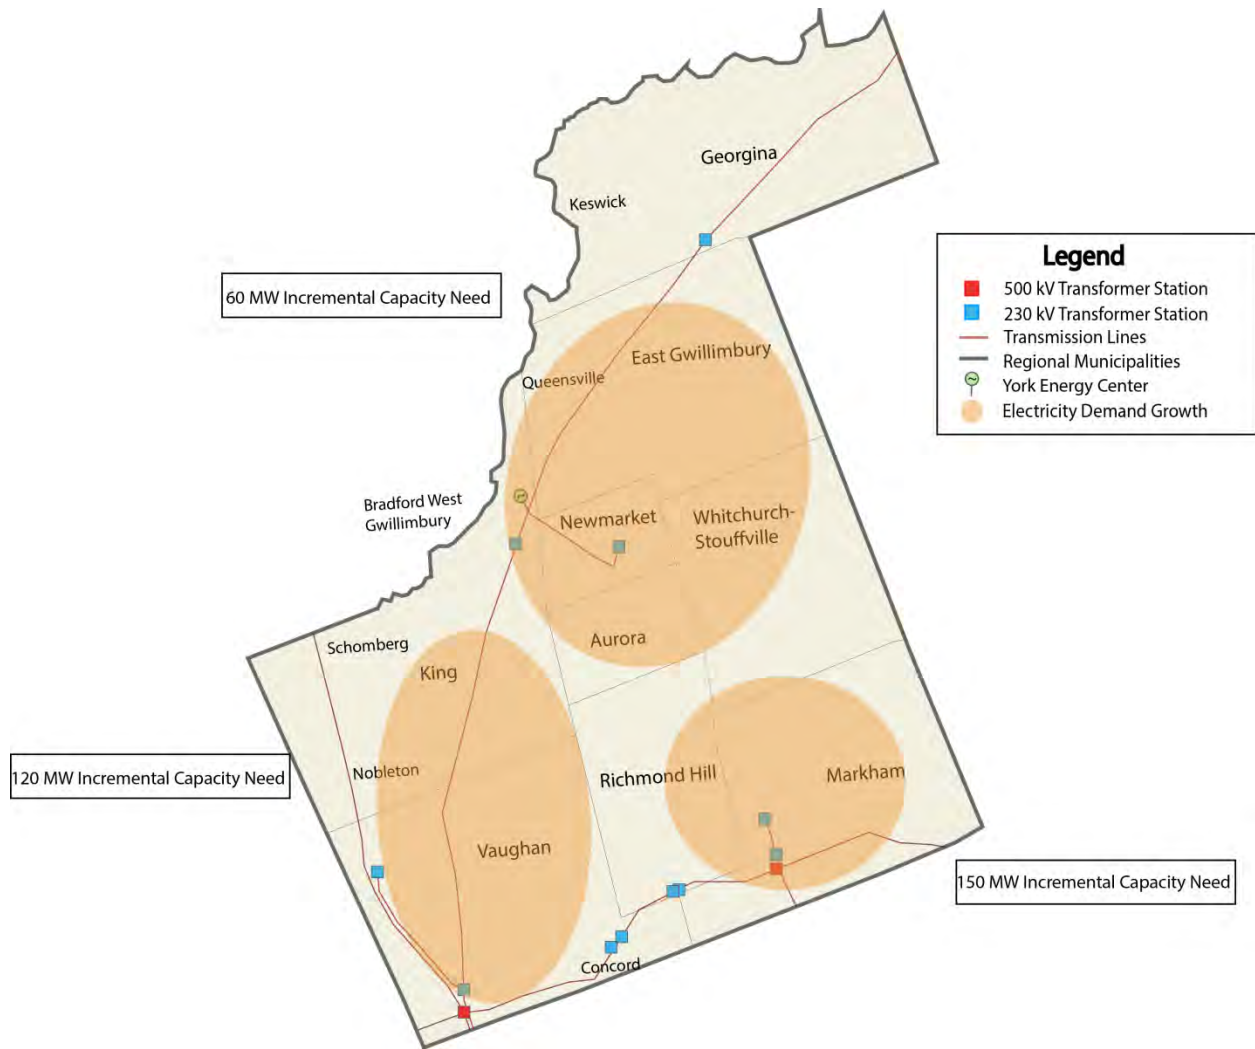 Georgina
Keswick
60 MW Incremental Capacity Need
Legend
500 kV Transformer Station
230 kV Transformer Station
Transmission Lines
Regional Municipalities
York Energy Center
Electricity Demand Growth
East Gwillimbury
Queensville
Bradford West
Gwillimbury
Newmarket
Whitchurch-
Stouffville
Aurora
Schomberg
King
Nobleton
120 MW Incremental Capacity Need
Richmond Hill
Markham
Vaughan
150 MW Incremental Capacity Need
Concord